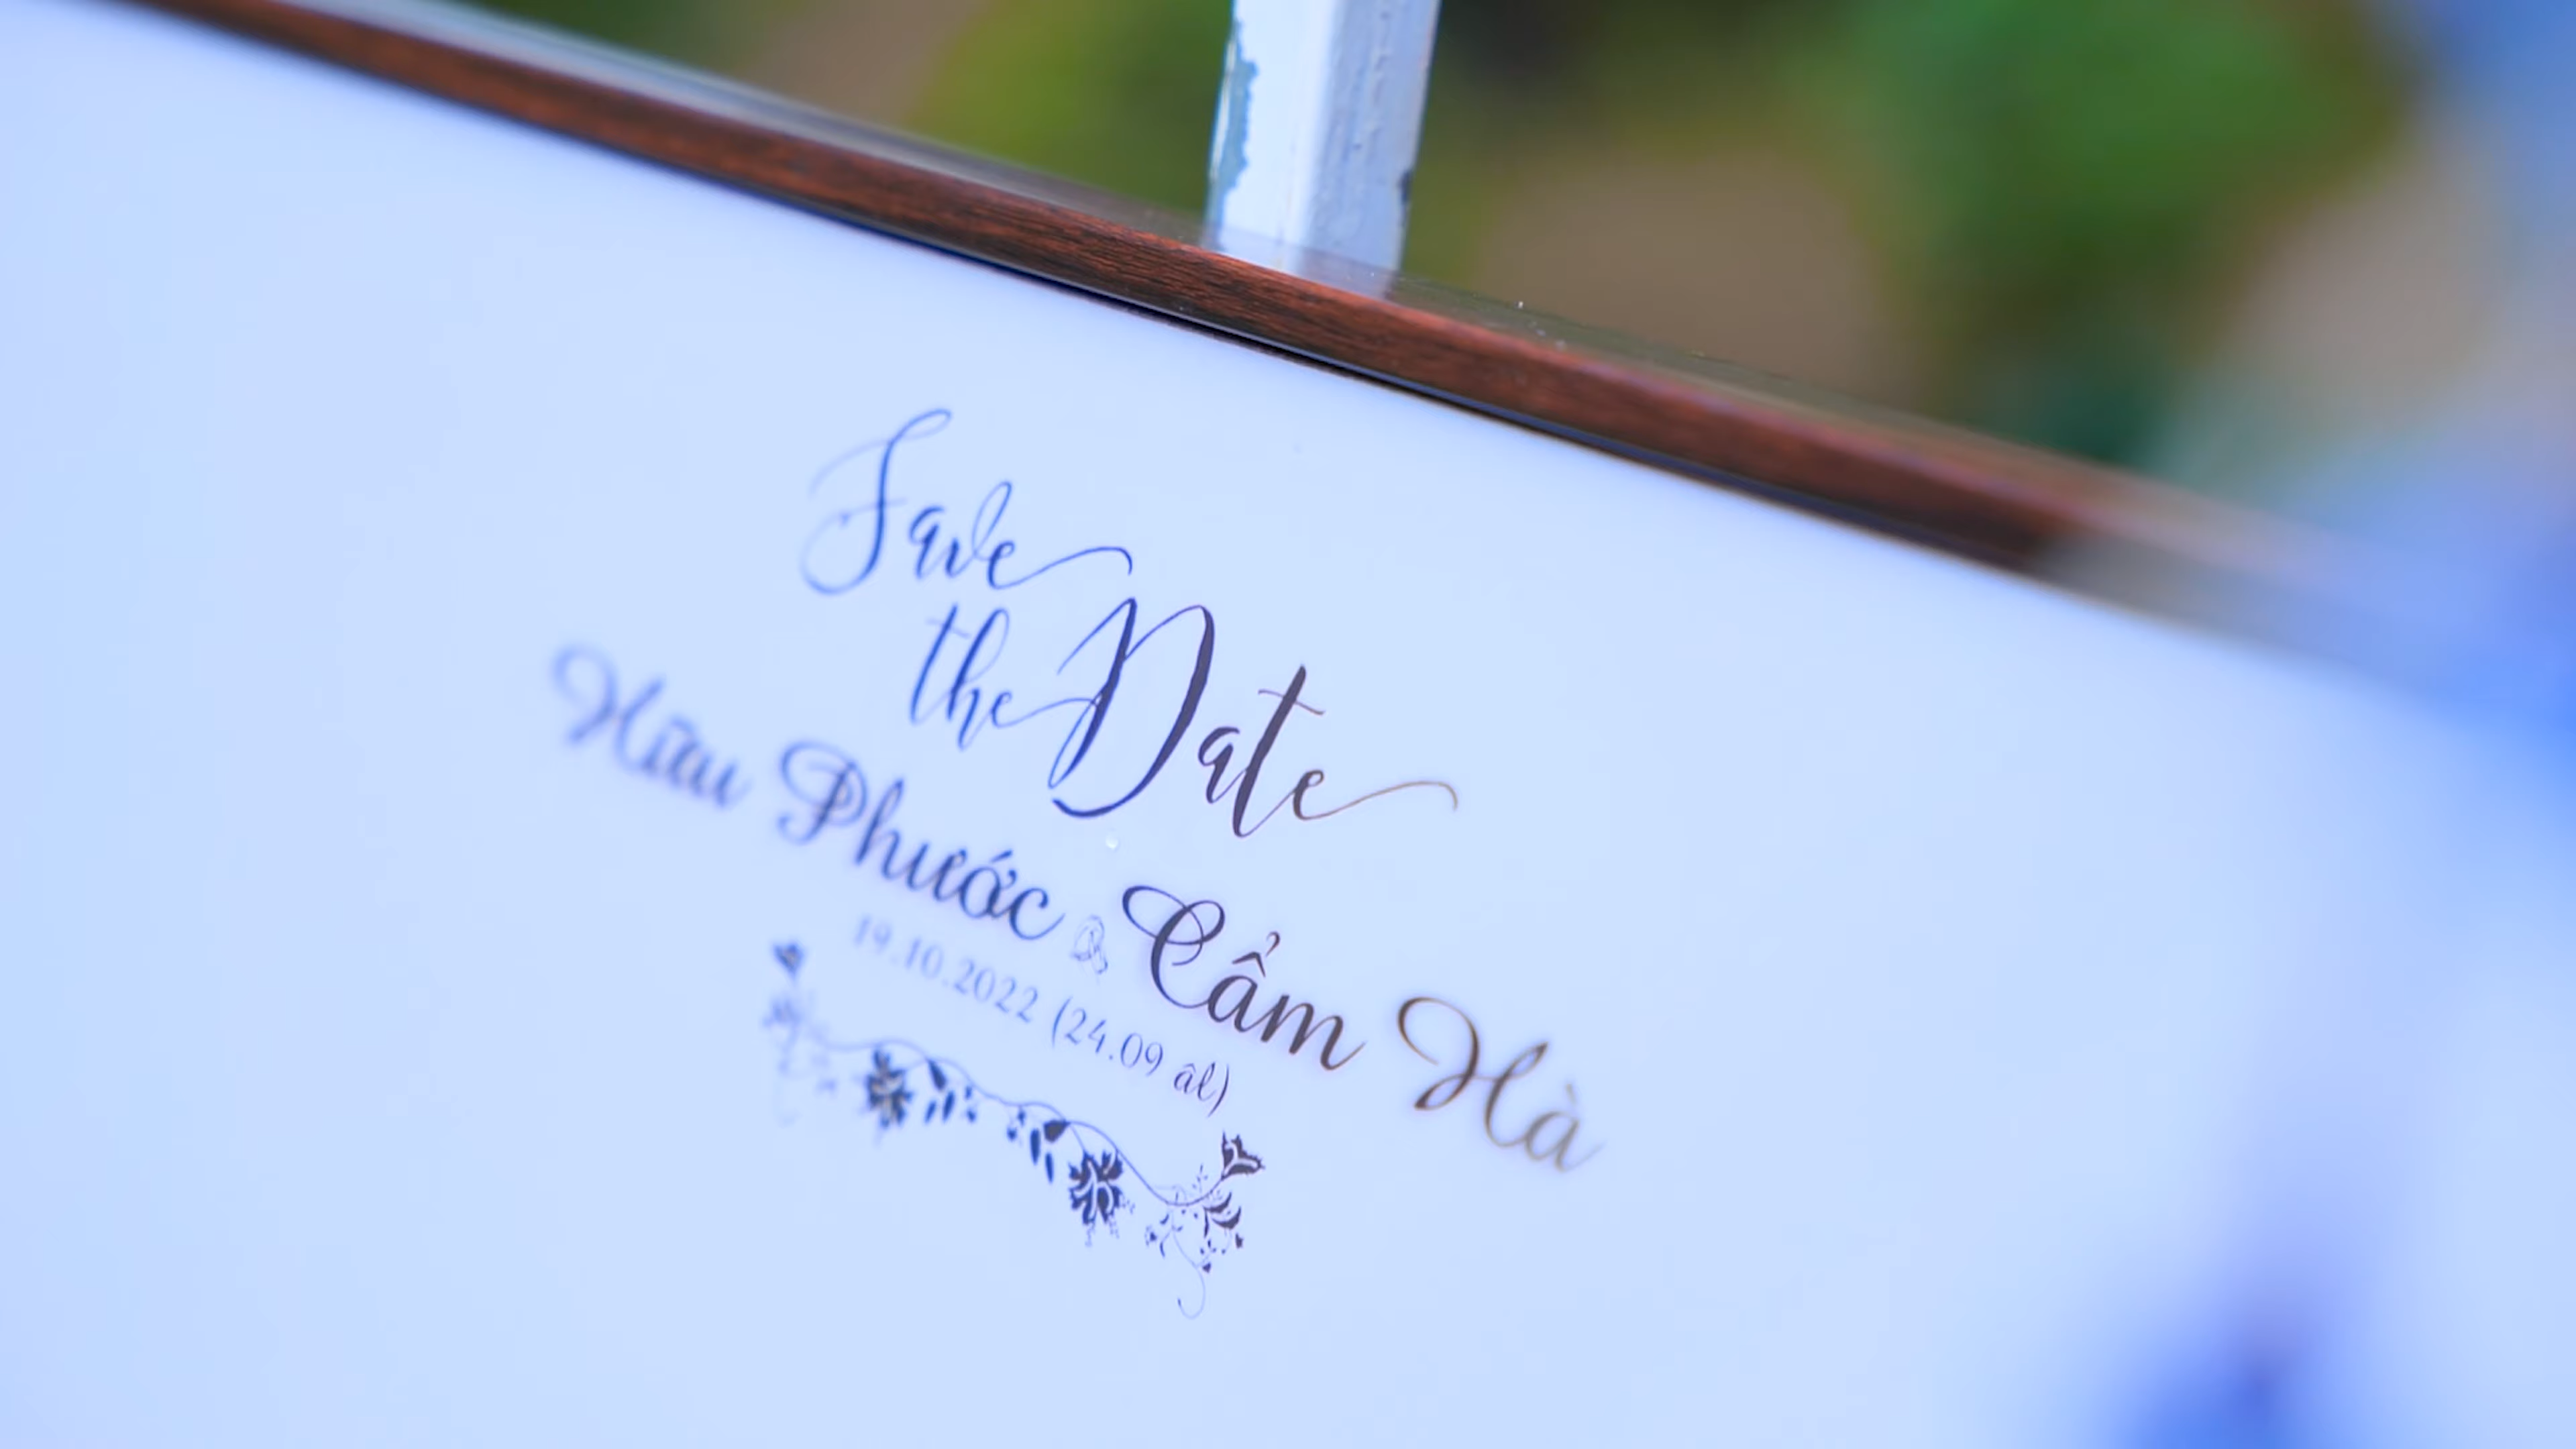 Save
the Date
Hữu Phước & Cẩm Hà
19.10.2022 (24.09 âl)